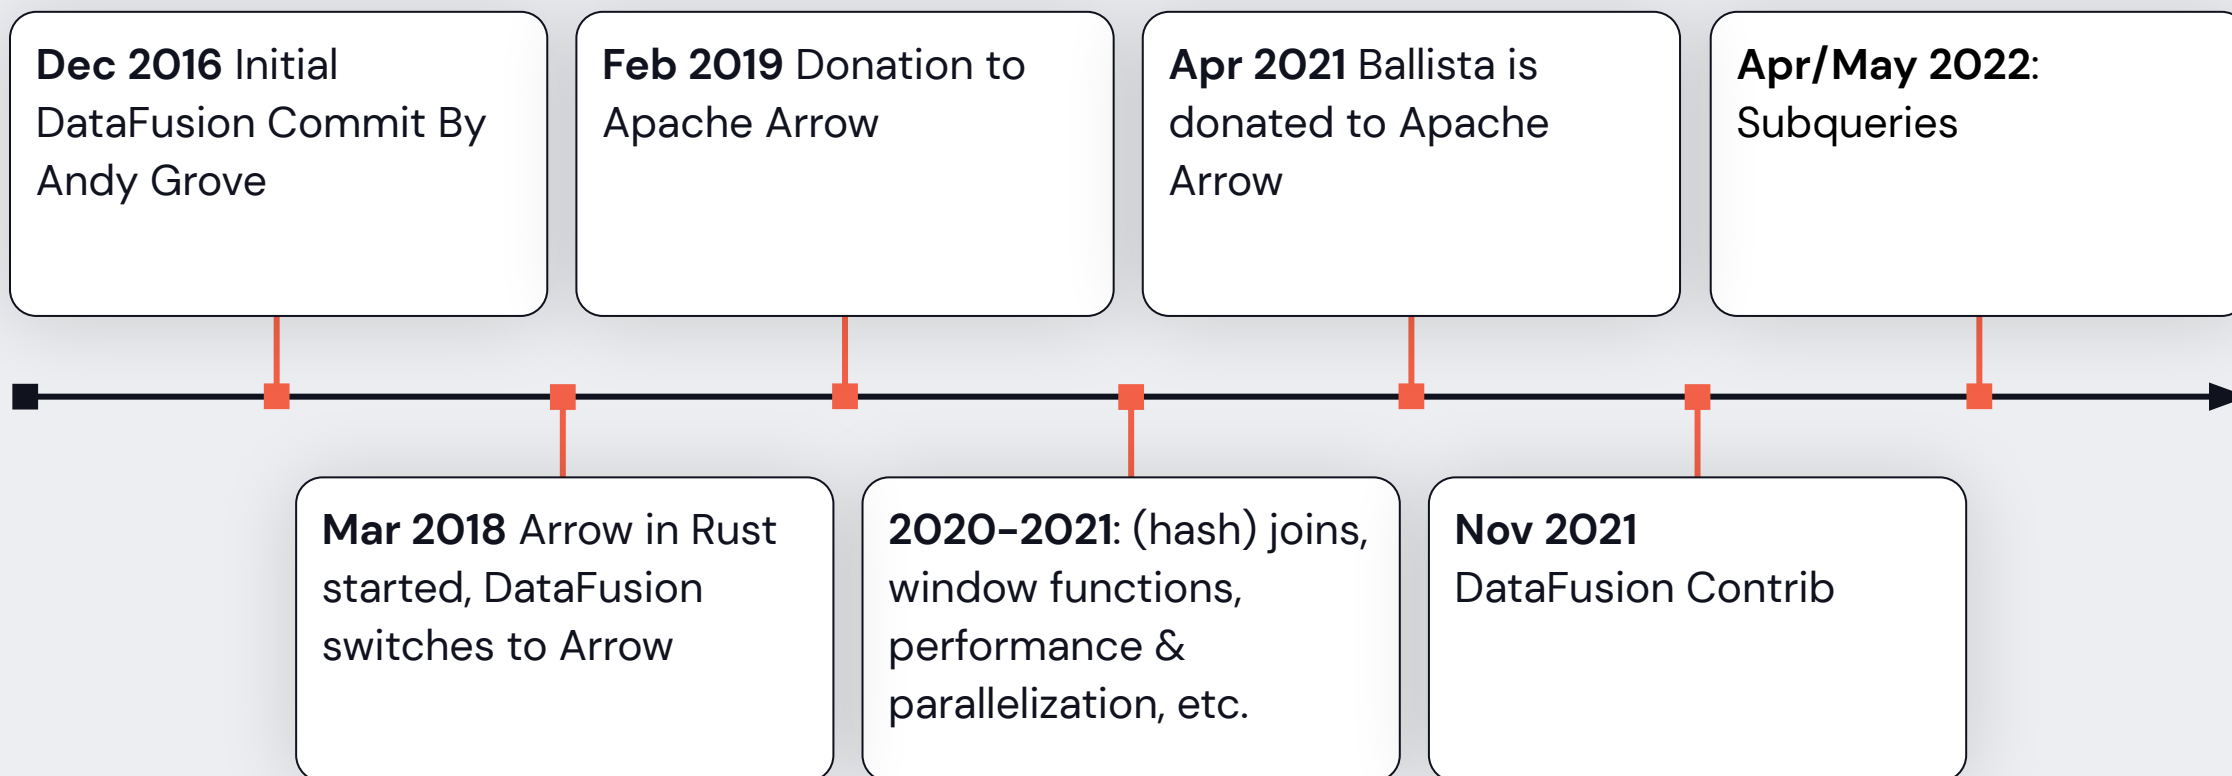 Dec 2016 Initial
DataFusion Commit By
Andy Grove
Feb 2019 Donation to
Apache Arrow
Apr 2021 Ballista is
donated to Apache
Arrow
Apr/May 2022:
Subqueries
Mar 2018 Arrow in Rust
started, DataFusion
switches to Arrow
2020-2021: (hash) joins,
window functions,
performance &
parallelization, etc.
Nov 2021
DataFusion Contrib